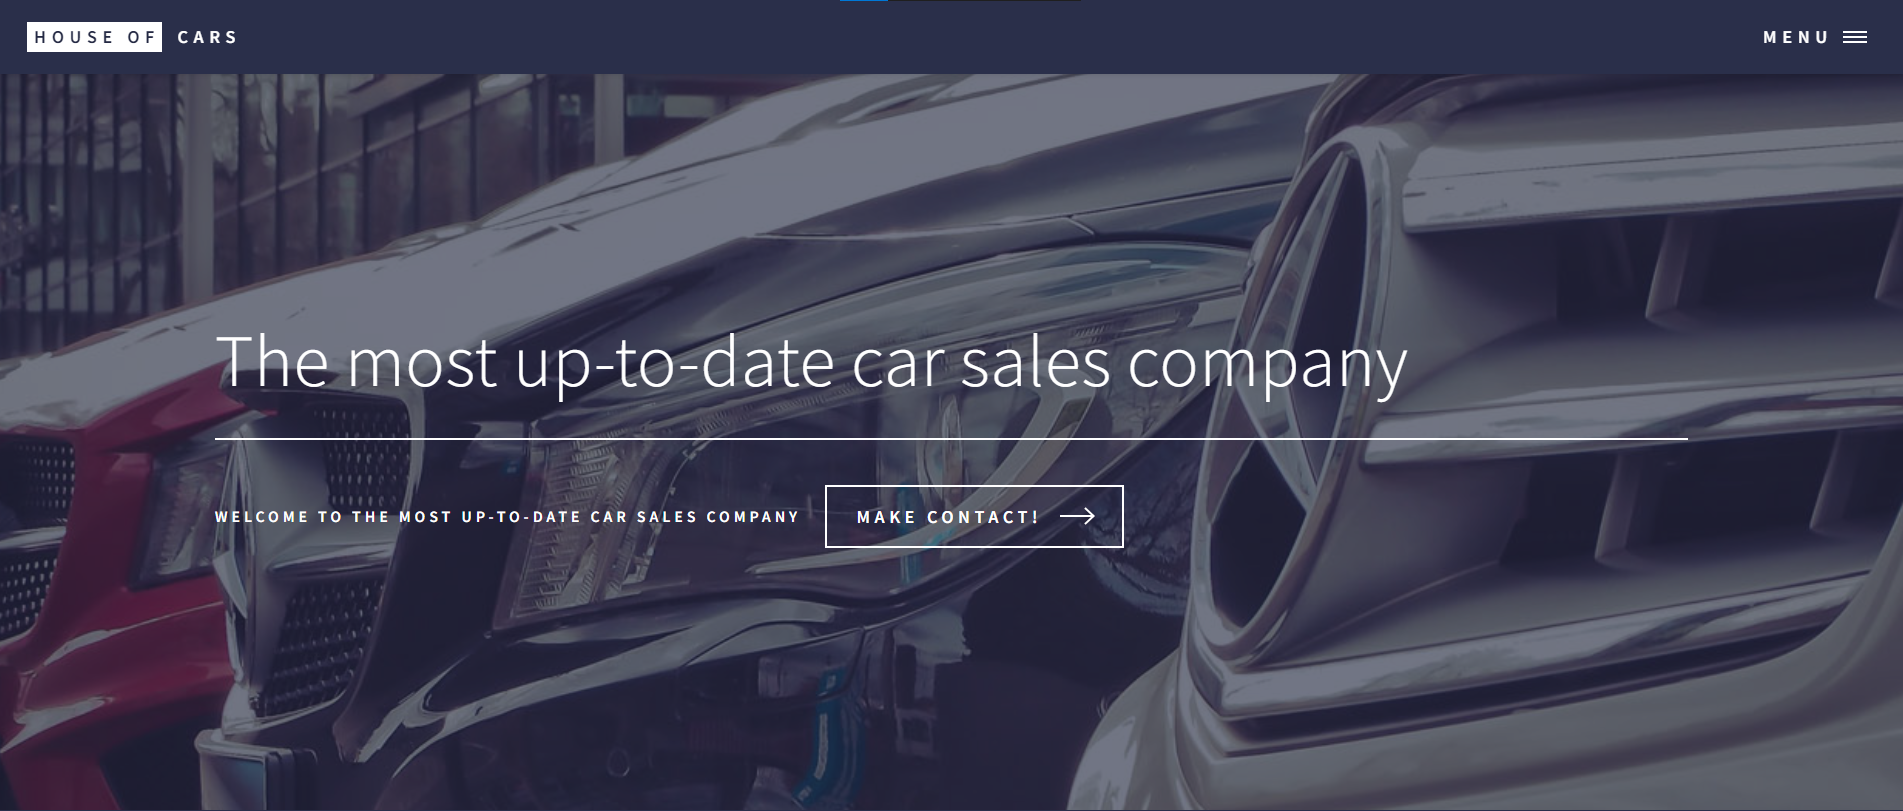 HOUSE OF CARS
MENU
The most up-to-date car sales company
WELCOME TO THE MOST UP-TO-DATE CAR SALES COMPANY
MAKE CONTACT!